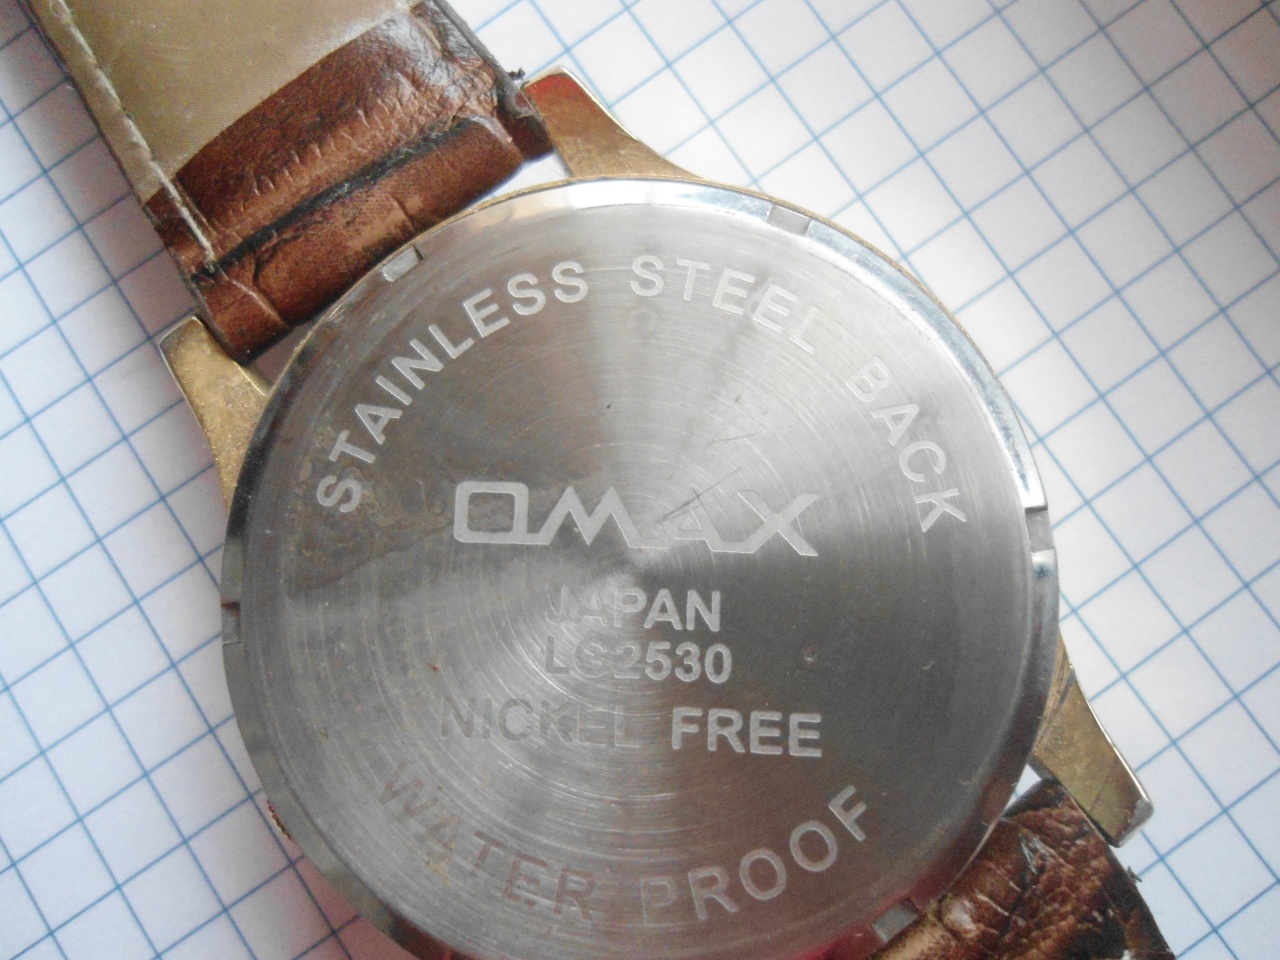 STAINLESS STEEL BACK
OMAX
JAPAN
LG2530
NICKEL FREE
WATER PROOF